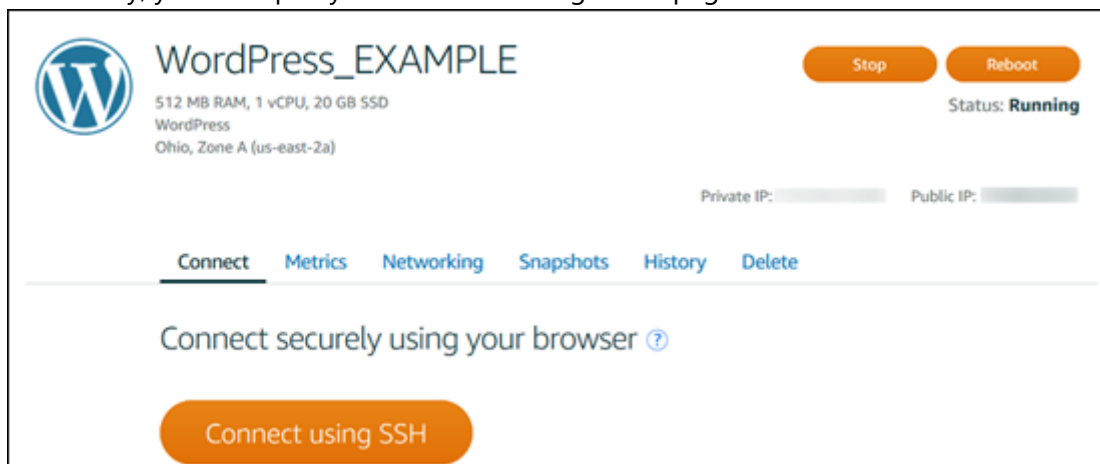 WordPress_EXAMPLE
Stop
Reboot
512 MB RAM, 1 vCPU, 20 GB SSD
Status: Running
WordPress
Ohio, Zone A (us-east-2a)
Private IP:
Public IP:
Connect Metrics Networking Snapshots History Delete
Connect securely using your browser ?
Connect using SSH